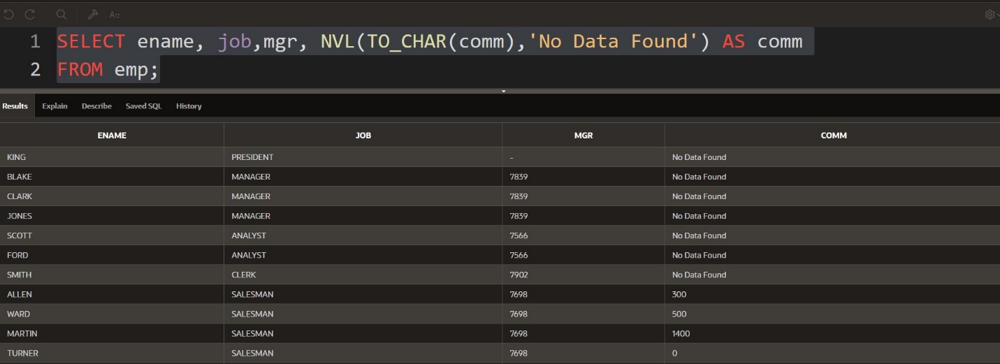 A::
1 SELECT ename, job,mgr, NVL(TO_CHAR(comm),'No Data Found') AS comm
2 FROM emp;
Results Explain Describe Saved SQL History
ENAME JOB MGR COMM
KING PRESIDENT - No Data Found
BLAKE MANAGER 7839 No Data Found
CLARK MANAGER 7839 No Data Found
JONES MANAGER 7839 No Data Found
SCOTT ANALYST 7566 No Data Found
FORD ANALYST 7566 No Data Found
SMITH CLERK 7902 No Data Found
ALLEN SALESMAN 7698 300
WARD SALESMAN 7698 500
MARTIN SALESMAN 7698 1400
TURNER SALESMAN 7698 0